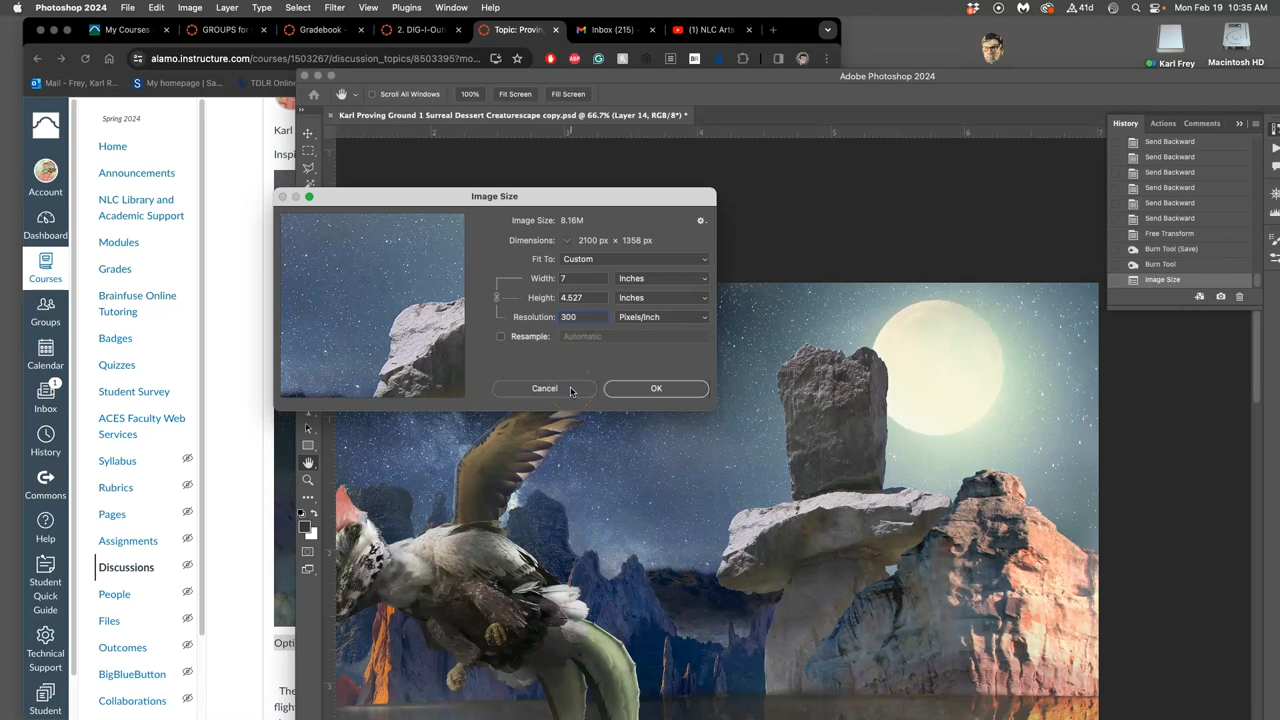 Photoshop 2024 File Edit Image Layer Type Select Filter View Plugins Window Help
41d Mon Feb 19 10:35 AM
My Courses GROUPS for Gradebook 2. DIG-I-Out Topic: Provin Inbox (215) (1) NLC Arts
alamo.instructure.com/courses/1503267/discussion_topics/8503395?mo...
Mail - Frey, Karl R... My homepage | Sa... TDLR Onlin
Karl Frey Macintosh HD
Adobe Photoshop 2024
Scroll All Windows 100% Fit Screen Fill Screen
Karl Proving Ground 1 Surreal Dessert Creaturescape copy.psd @ 66.7% (Layer 14, RGB/8*) *
2 3 4 5 6 7
Spring 2024
Home
Announcements
NLC Library and
Academic Support
Modules
Grades
Brainfuse Online
Tutoring
Badges
Quizzes
Student Survey
ACES Faculty Web
Services
Syllabus
Rubrics
Pages
Assignments
Discussions
People
Files
Outcomes
BigBlueButton
Collaborations
Account
Dashboard
Courses
Groups
Calendar
1
Inbox
History
Commons
Help
Student
Quick
Guide
Technical
Support
Student
Karl
Inspi
Opti
The
flight
Image Size
Image Size: 8.16M
Dimensions: 2100 px × 1358 px
Fit To: Custom
Width: 7 Inches
Height: 4.527 Inches
Resolution: 300 Pixels/Inch
Resample: Automatic
Cancel OK
History Actions Comments
Send Backward
Send Backward
Send Backward
Send Backward
Send Backward
Send Backward
Free Transform
Burn Tool (Save)
Burn Tool
Image Size